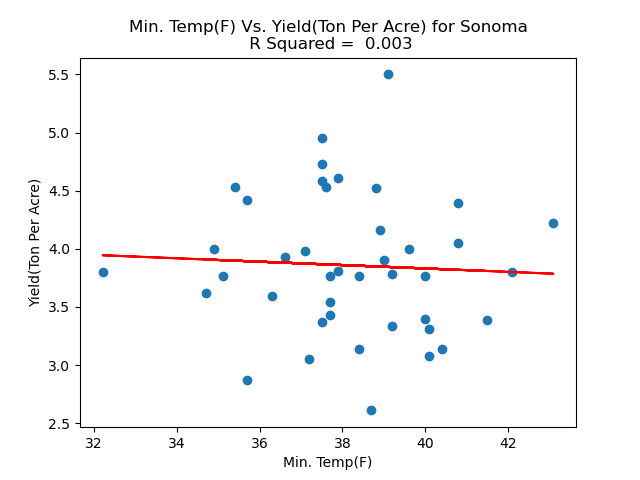 Min. Temp(F) Vs. Yield(Ton Per Acre) for Sonoma
R Squared =  0.003
5.5
5.0
4.5
4.0
3.5
3.0
2.5
Yield(Ton Per Acre)
32 34 36 38 40 42
Min. Temp(F)